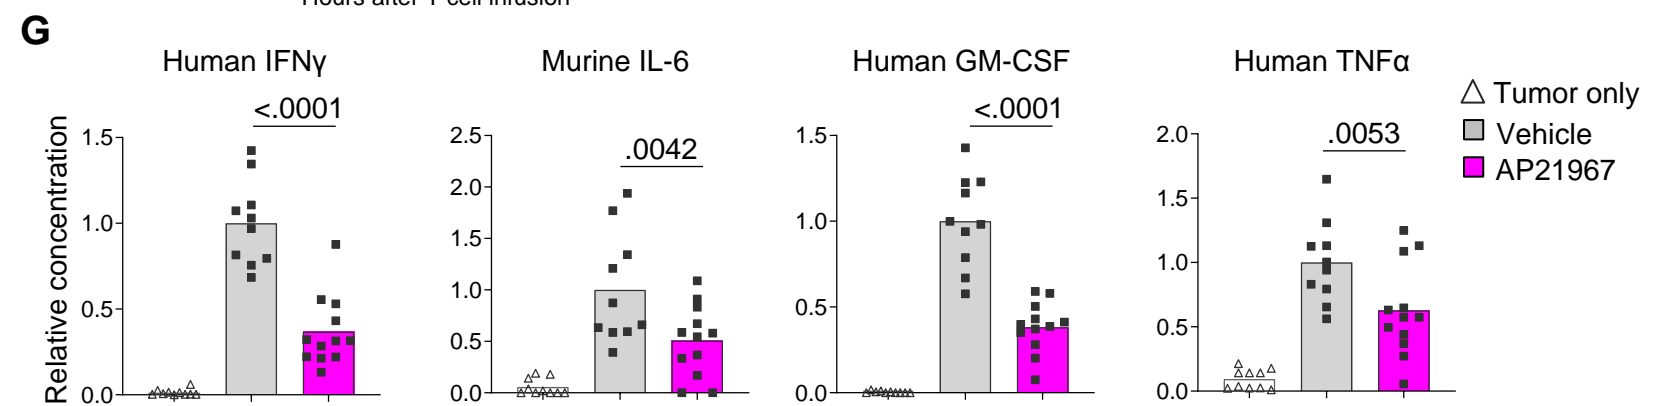 Hours after T cell infusion
G
Human IFNγ
Murine IL-6
Human GM-CSF
Human TNFα
Relative concentration
<.0001
1.5
1.0
0.5
0.0
.0042
2.5
2.0
1.5
1.0
0.5
0.0
<.0001
1.5
1.0
0.5
0.0
.0053
2.0
1.5
1.0
0.5
0.0
Tumor only
Vehicle
AP21967